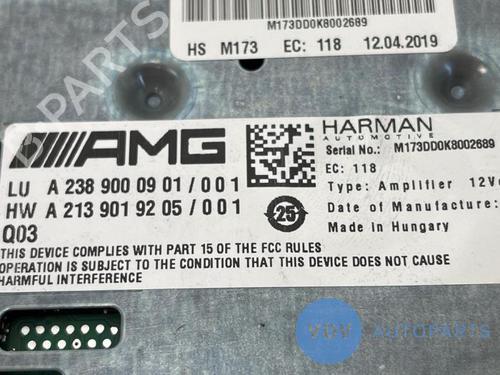 M173DD0K8002689
HS M173 EC: 118 12.04.2019
AMG
HARMAN
AUTOMOTIVE
Serial No.: M173DD0K8002689
EC: 118
LU A 238 900 09 01 / 001
Type: Amplifier 12V
HW A 213 901 92 05 / 001
25
Date of Manufacture:
Q03
Made in Hungary
THIS DEVICE COMPLIES WITH PART 15 OF THE FCC RULES
OPERATION IS SUBJECT TO THE CONDITION THAT THIS DEVICE DOES NOT CAUSE
HARMFUL INTERFERENCE
VDV AUTOPARTS